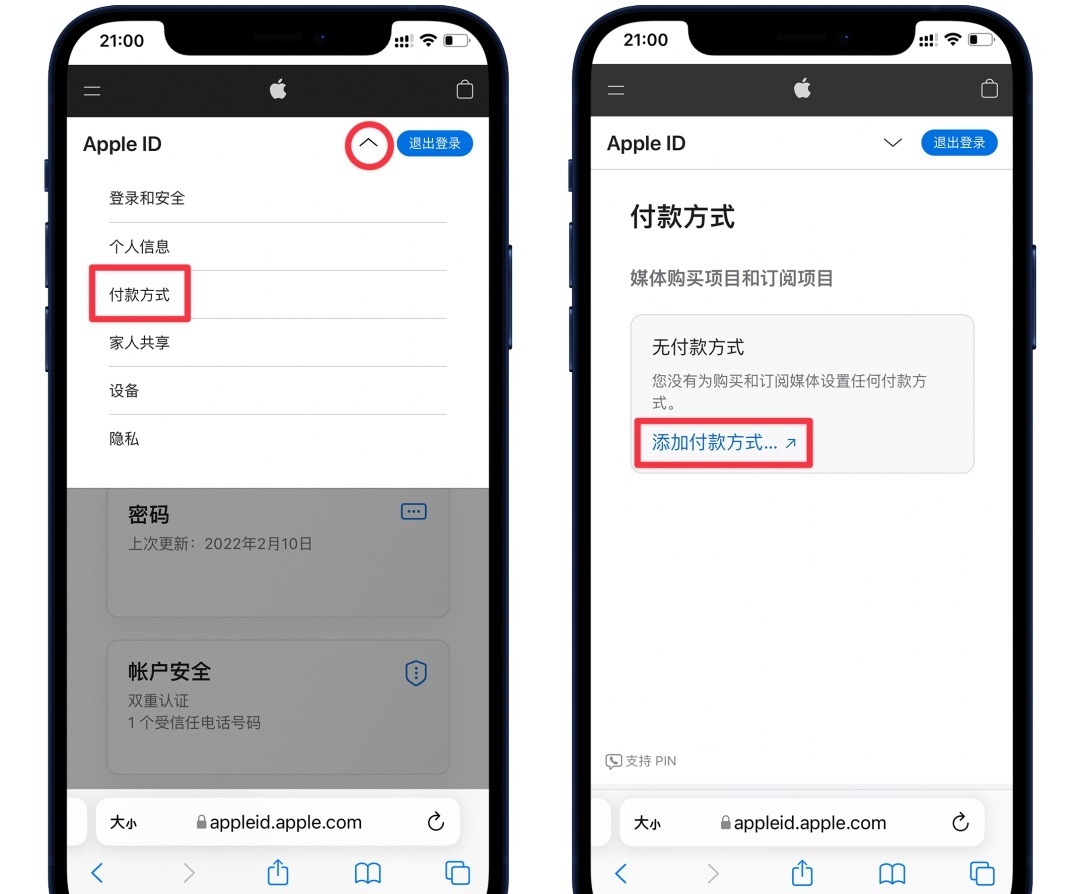 21:00
Apple ID
退出登录
登录和安全
个人信息
付款方式
家人共享
设备
隐私
密码
上次更新：2022年2月10日
帐户安全
双重认证
1 个受信任电话号码
大小
appleid.apple.com
21:00
Apple ID
退出登录
付款方式
媒体购买项目和订阅项目
无付款方式
您没有为购买和订阅媒体设置任何付款方
式。
添加付款方式... ↗
支持 PIN
大小
appleid.apple.com